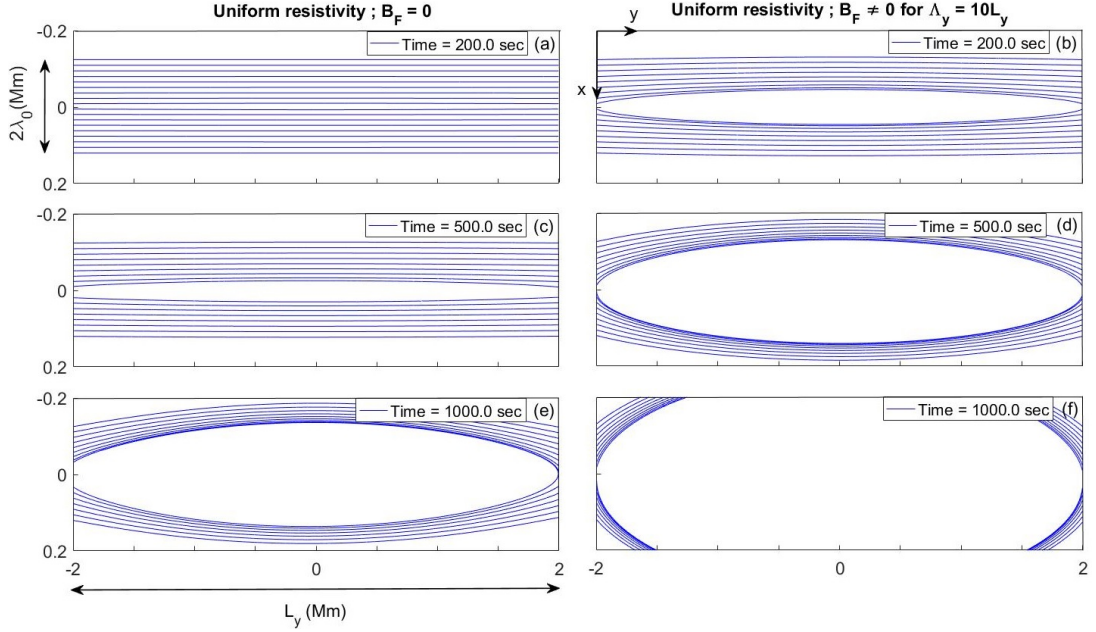 Uniform resistivity ; B_F = 0
Uniform resistivity ; B_F ≠ 0 for Λ_y = 10L_y
-0.2
0
0.2
2λ_0(Mm)
Time = 200.0 sec
(a)
y
x
Time = 200.0 sec
(b)
-0.2
0
0.2
Time = 500.0 sec
(c)
Time = 500.0 sec
(d)
-0.2
0
0.2
Time = 1000.0 sec
(e)
Time = 1000.0 sec
(f)
-2
0
2
-2
0
2
L_y (Mm)